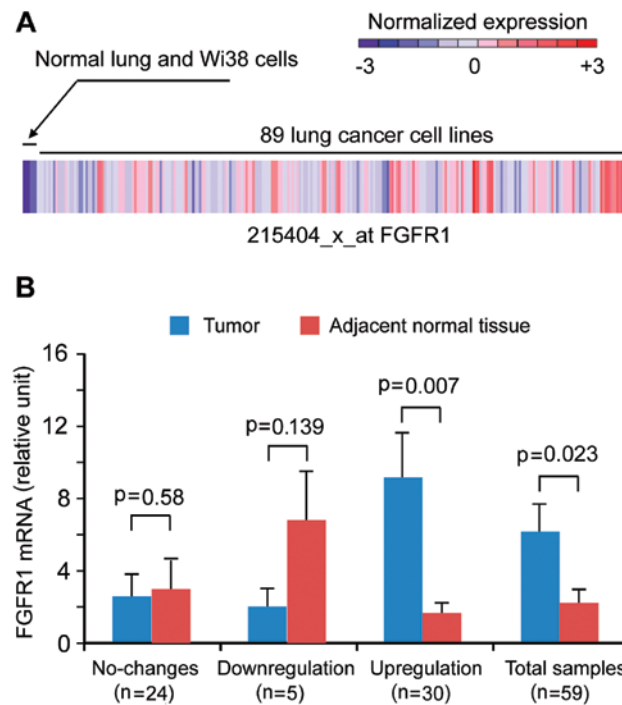 A
Normalized expression
-3 0 +3
Normal lung and Wi38 cells
89 lung cancer cell lines
215404_x_at FGFR1
B
Tumor Adjacent normal tissue
FGFR1 mRNA (relative unit)
16
12
8
4
0
p=0.58
p=0.139
p=0.007
p=0.023
No-changes Downregulation Upregulation Total samples
(n=24) (n=5) (n=30) (n=59)